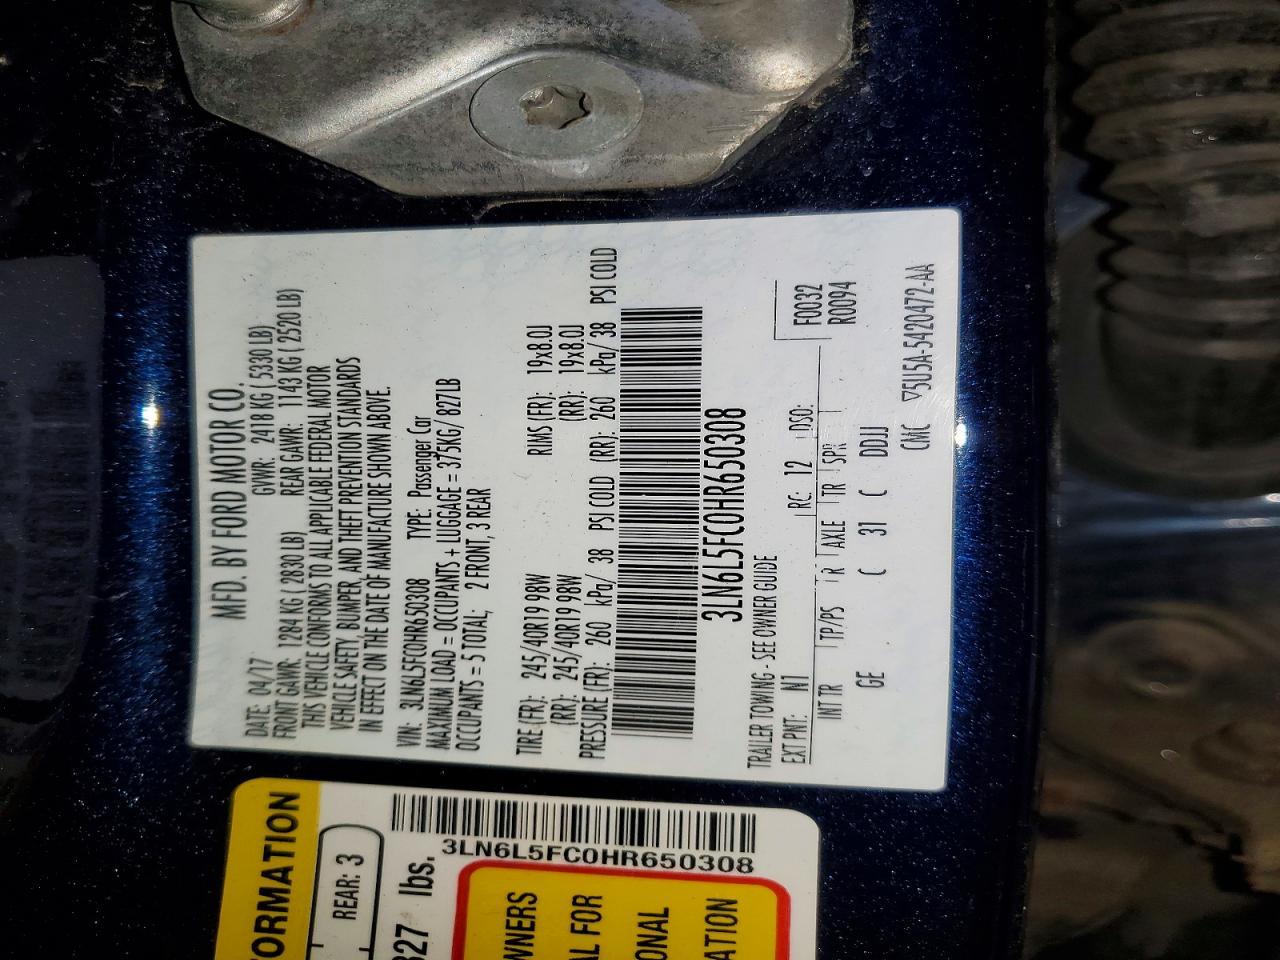 MFD. BY FORD MOTOR CO.
DATE: 04/17 GVWR: 2418 KG ( 5330 LB)
FRONT GAWR: 1284 KG ( 2830 LB) REAR GAWR: 1143 KG ( 2520 LB)
THIS VEHICLE CONFORMS TO ALL APPLICABLE FEDERAL MOTOR
VEHICLE SAFETY, BUMPER, AND THEFT PREVENTION STANDARDS
IN EFFECT ON THE DATE OF MANUFACTURE SHOWN ABOVE.
VIN: 3LN6L5FC0HR650308 TYPE: Passenger Car
MAXIMUM LOAD = OCCUPANTS + LUGGAGE = 375KG/ 827LB
OCCUPANTS = 5 TOTAL; 2 FRONT, 3 REAR
TIRE(FR): 245/40R19 98W RIMS (FR): 19x8.0J
(RR): 245/40R19 98W (RR): 19x8.0J
PRESSURE (FR): 260 kPa/ 38 PSI COLD (RR): 260 kPa/ 38 PSI COLD
3LN6L5FC0HR650308
TRAILER TOWING - SEE OWNER GUIDE
F0032
EXT PNT: N1 RC: 12 DSO: R0094
INT TR TP/PS R AXLE TR SPR
GE C 31 C DDJJ
CMC ▽5U5A-5420472-AA
ORMATION
REAR: 3
827 lbs.
3LN6L5FC0HR650308
WNERS
AL FOR
ONAL
ATION